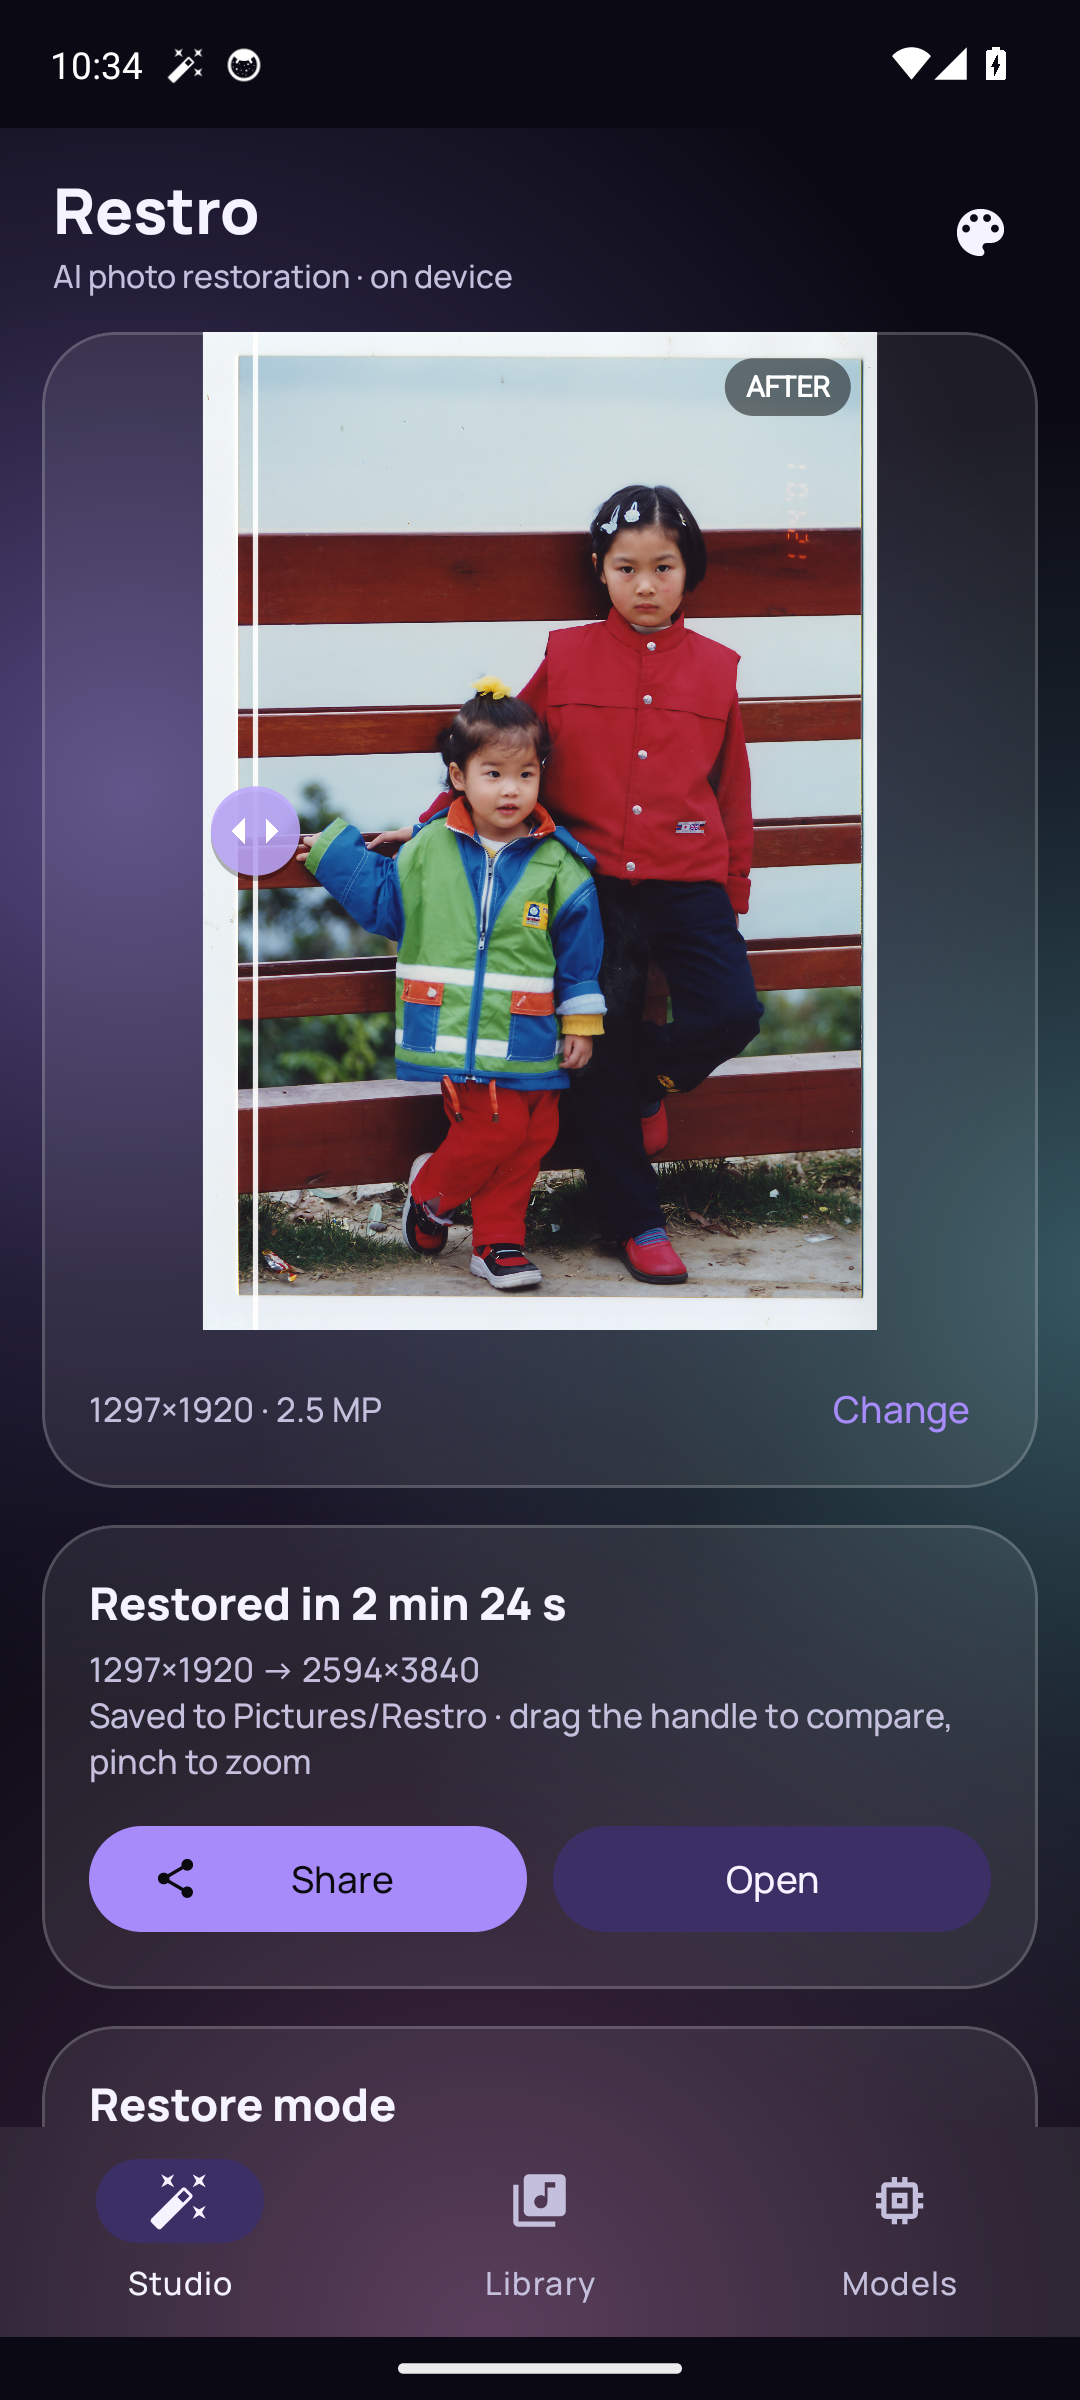 10:34
Restro
AI photo restoration · on device
AFTER
1297×1920 · 2.5 MP
Change
Restored in 2 min 24 s
1297×1920 → 2594×3840
Saved to Pictures/Restro · drag the handle to compare,
pinch to zoom
Share
Open
Restore mode
Studio
Library
Models